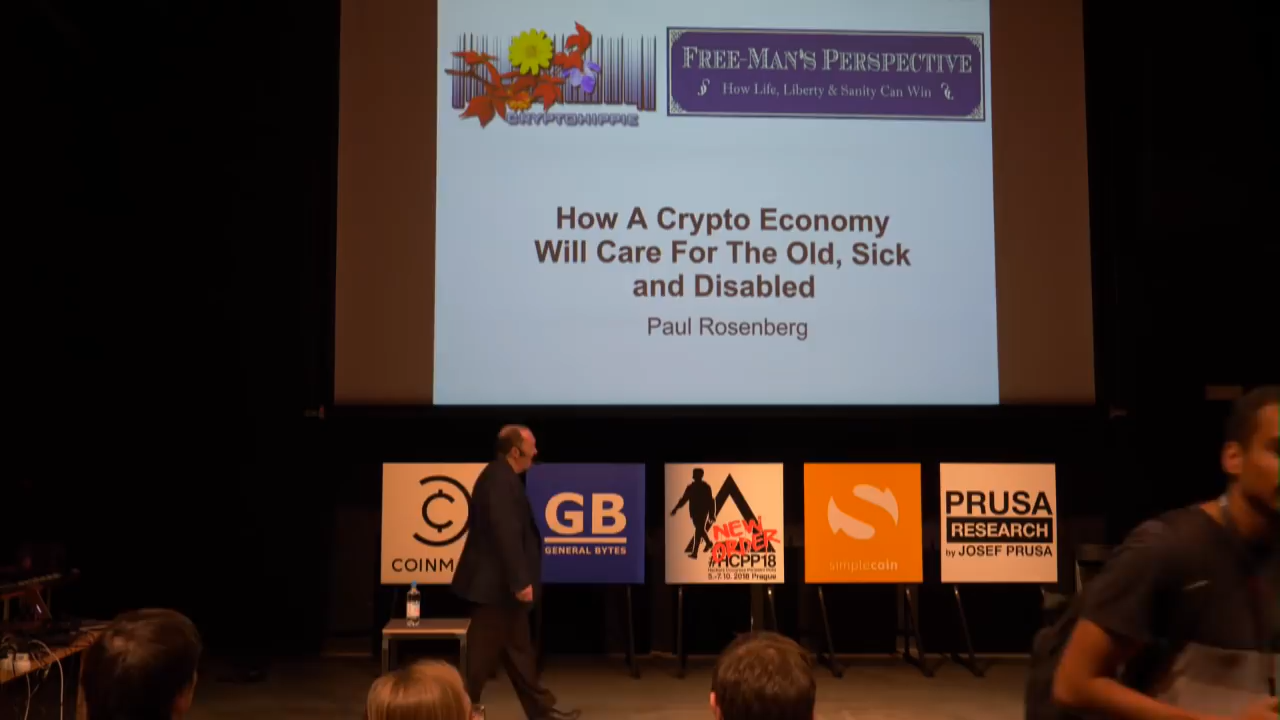 CRYPTOHIPPIE
FREE-MAN'S PERSPECTIVE
How Life, Liberty & Sanity Can Win
How A Crypto Economy
Will Care For The Old, Sick
and Disabled
Paul Rosenberg
COINM
GB
GENERAL BYTES
NEW
ORDER
#HCPP18
5.-7.10. 2018 Prague
simplecoin
PRUSA
RESEARCH
by JOSEF PRUSA